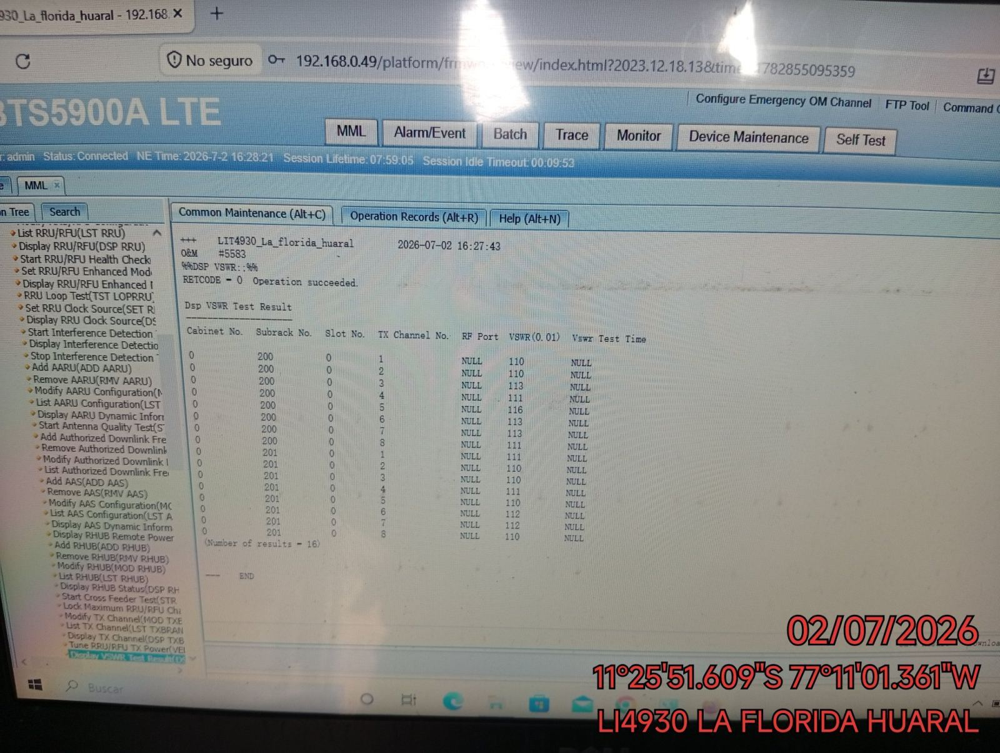 930_La_florida_huaral - 192.168.
No seguro
192.168.0.49/platform/
/index.html?2023.12.18.13&time
1782855095359
BTS5900A LTE
Configure Emergency OM Channel
FTP Tool
Command
MML
Alarm/Event
Batch
Trace
Monitor
Device Maintenance
Self Test
r: admin Status: Connected NE Time: 2026-7-2 16:28:21 Session Lifetime: 07:59:05 Session Idle Timeout: 00:09:53
MML
n Tree
Search
Common Maintenance (Alt+C)
Operation Records (Alt+R)
Help (Alt+N)
List RRU/RFU(LST RRU)
Display RRU/RFU(DSP RRU)
Start RRU/RFU Health Check
Set RRU/RFU Enhanced Mod
Display RRU/RFU Enhanced
RRU Loop Test(TST LOPRRU)
Set RRU Clock Source(SET R
Display RRU Clock Source(DS
Start Interference Detection
Display Interference Detectio
Stop Interference Detection
Add AARU(ADD AARU)
Remove AARU(RMV AARU)
Modify AARU Configuration(M
List AARU Configuration(LST
Display AARU Dynamic Infor
Start Antenna Quality Test(S
Add Authorized Downlink Fre
Remove Authorized Downlink
Modify Authorized Downlink
List Authorized Downlink Fre
Add AAS(ADD AAS)
Remove AAS(RMV AAS)
Modify AAS Configuration(MO
List AAS Configuration(LST A
Display AAS Dynamic Inform
Display RHUB Remote Power
Add RHUB(ADD RHUB)
Remove RHUB(RMV RHUB)
Modify RHUB(MOD RHUB)
List RHUB(LST RHUB)
Display RHUB Status(DSP RH
Start Cross Feeder Test(STR
Lock Maximum RRU/RFU Cha
Modify TX Channel(MOD TXB
List TX Channel(LST TXBRAN
Display TX Channel(DSP TXB
Tune RRU/RFU TX Power(VEI
Display VSWR Test Result(DS
+++ LIT4930_La_florida_huaral 2026-07-02 16:27:43
O&M #5583
%%DSP VSWR:;%%
RETCODE = 0 Operation succeeded.
Dsp VSWR Test Result
--------------------
Cabinet No. Subrack No. Slot No. TX Channel No. RF Port VSWR(0.01) Vswr Test Time
0 200 0 1 NULL 110 NULL
0 200 0 2 NULL 110 NULL
0 200 0 3 NULL 113 NULL
0 200 0 4 NULL 111 NULL
0 200 0 5 NULL 116 NULL
0 200 0 6 NULL 113 NULL
0 200 0 7 NULL 113 NULL
0 200 0 8 NULL 111 NULL
0 201 0 1 NULL 111 NULL
0 201 0 2 NULL 110 NULL
0 201 0 3 NULL 110 NULL
0 201 0 4 NULL 111 NULL
0 201 0 5 NULL 110 NULL
0 201 0 6 NULL 112 NULL
0 201 0 7 NULL 112 NULL
0 201 0 8 NULL 110 NULL
(Number of results = 16)
--- END
Buscar
02/07/2026
11°25'51.609"S 77°11'01.361"W
LI4930 LA FLORIDA HUARAL